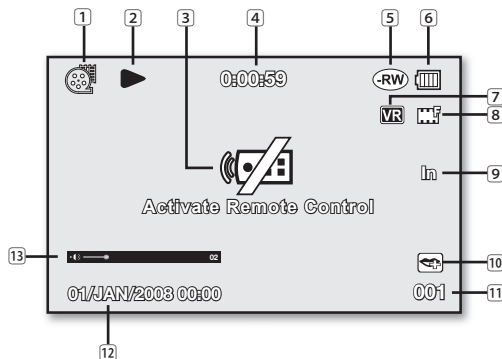 1 2 3 4 5 6
0:00:59 -RW
7
VR F 8
In 9
Activate Remote Control
13 02
10
01/JAN/2008 00:00 001 11
12